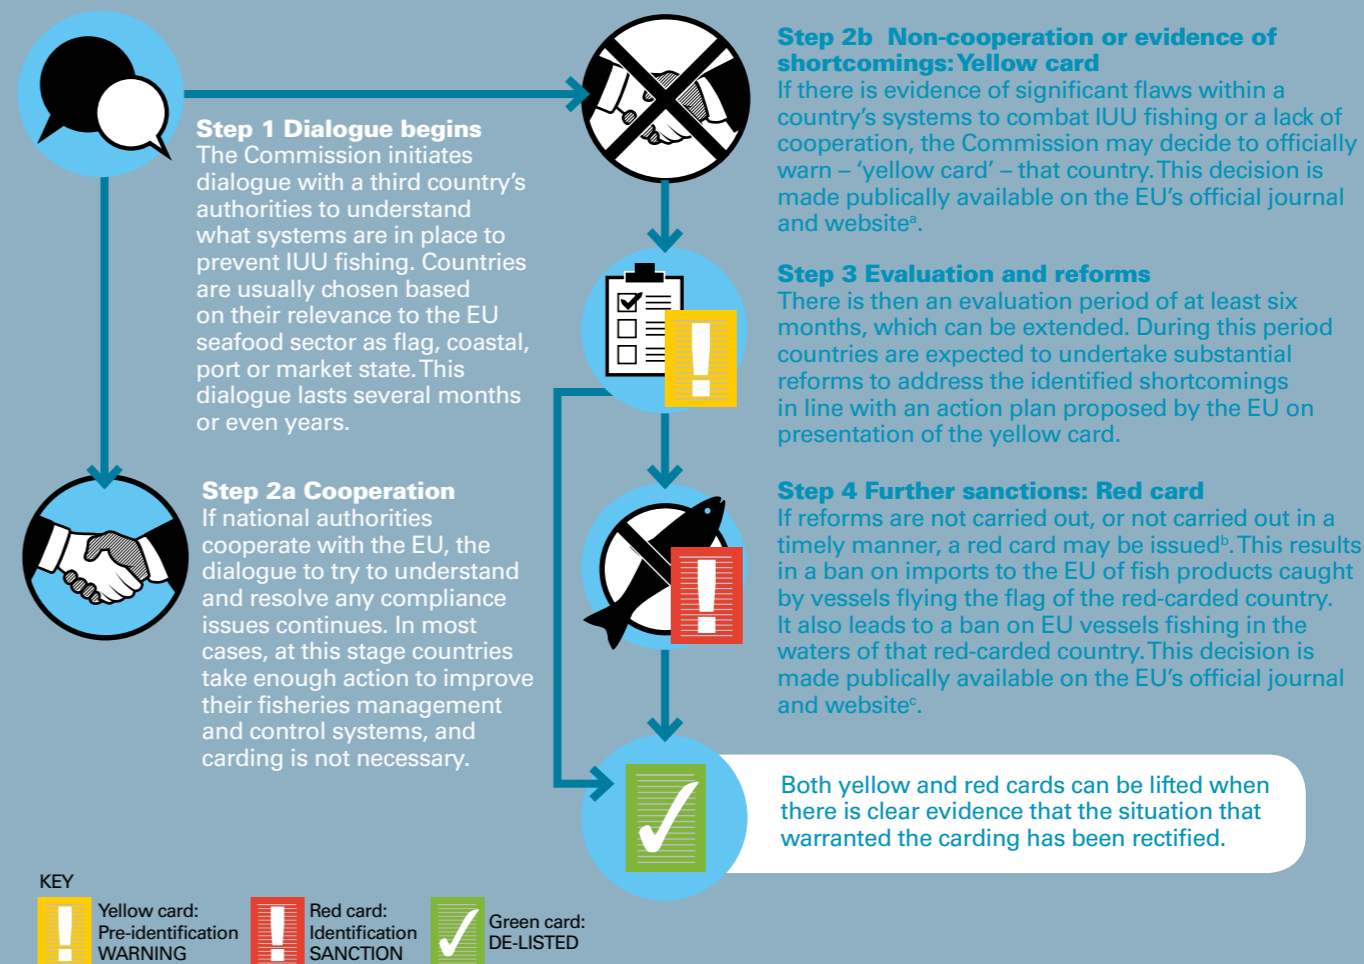 Step 1 Dialogue begins
The Commission initiates
dialogue with a third country’s
authorities to understand
what systems are in place to
prevent IUU fishing. Countries
are usually chosen based
on their relevance to the EU
seafood sector as flag, coastal,
port or market state. This
dialogue lasts several months
or even years.
Step 2a Cooperation
If national authorities
cooperate with the EU, the
dialogue to try to understand
and resolve any compliance
issues continues. In most
cases, at this stage countries
take enough action to improve
their fisheries management
and control systems, and
carding is not necessary.
Step 2b Non-cooperation or evidence of
shortcomings: Yellow card
If there is evidence of significant flaws within a
country’s systems to combat IUU fishing or a lack of
cooperation, the Commission may decide to officially
warn – ‘yellow card’ – that country. This decision is
made publically available on the EU’s official journal
and websiteᵃ.
Step 3 Evaluation and reforms
There is then an evaluation period of at least six
months, which can be extended. During this period
countries are expected to undertake substantial
reforms to address the identified shortcomings
in line with an action plan proposed by the EU on
presentation of the yellow card.
Step 4 Further sanctions: Red card
If reforms are not carried out, or not carried out in a
timely manner, a red card may be issuedᵇ. This results
in a ban on imports to the EU of fish products caught
by vessels flying the flag of the red-carded country.
It also leads to a ban on EU vessels fishing in the
waters of that red-carded country. This decision is
made publically available on the EU’s official journal
and websiteᶜ.
Both yellow and red cards can be lifted when
there is clear evidence that the situation that
warranted the carding has been rectified.
KEY
Yellow card:
Pre-identification
WARNING
Red card:
Identification
SANCTION
Green card:
DE-LISTED